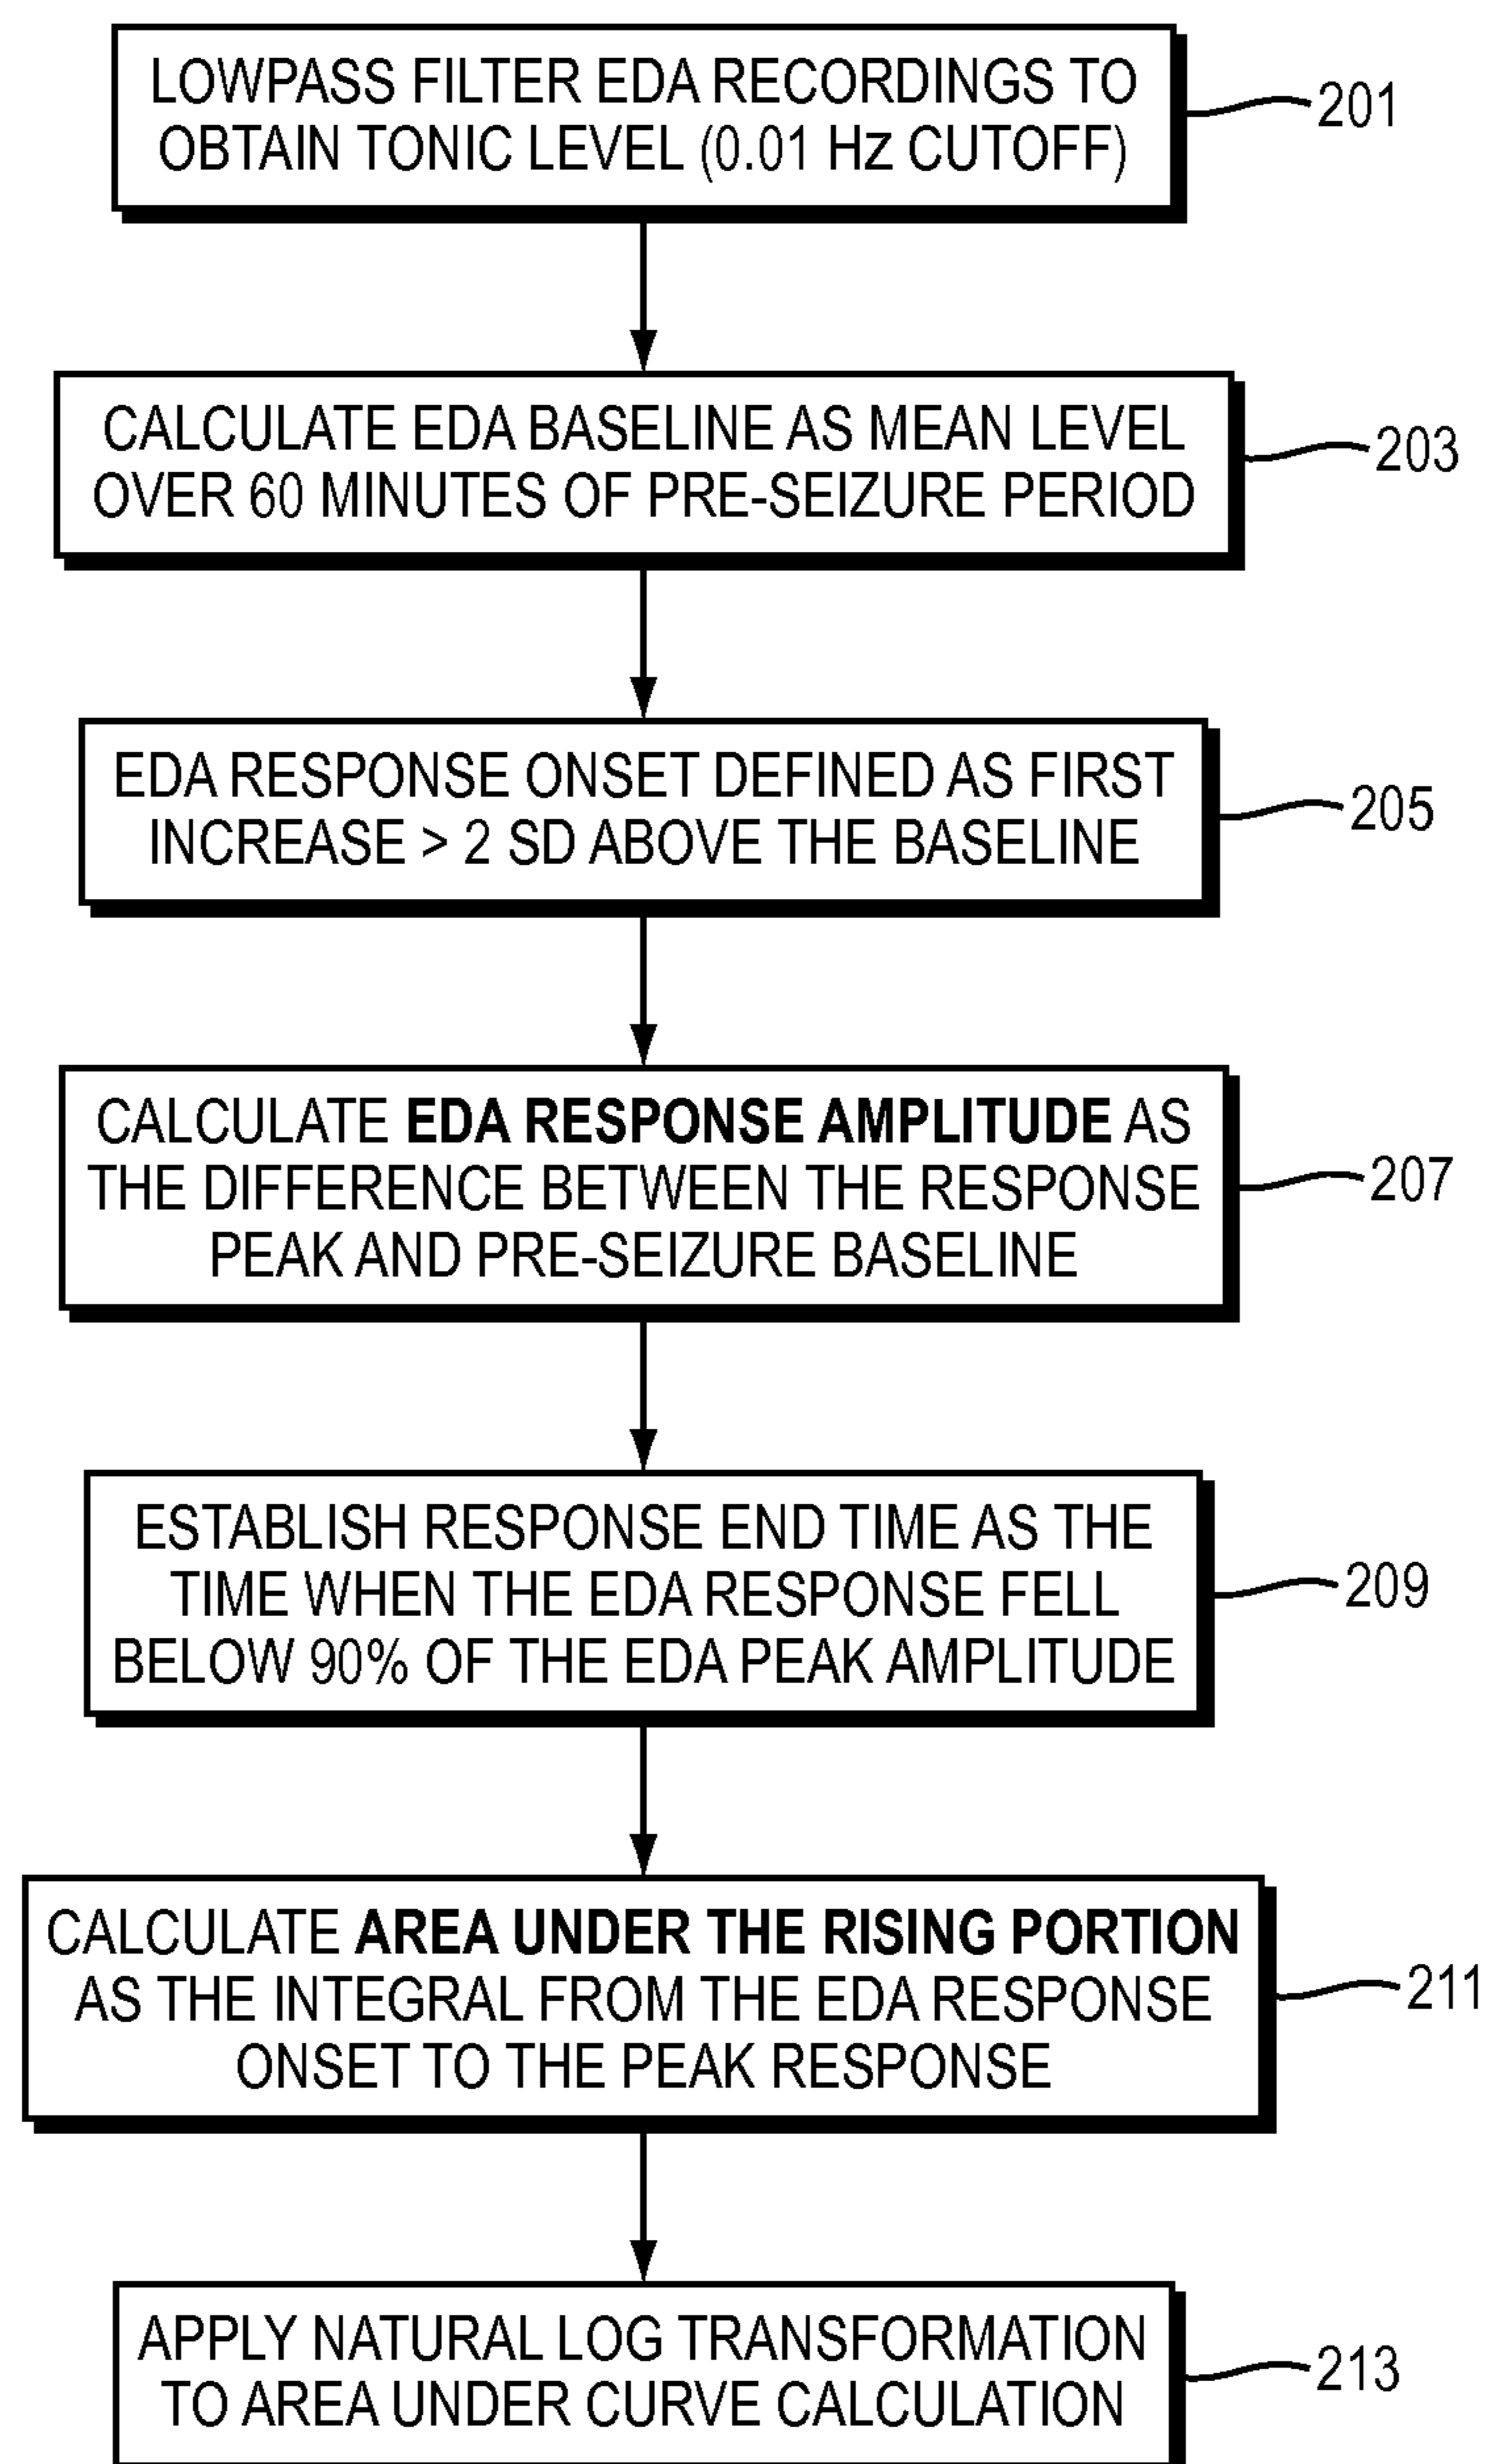 LOWPASS FILTER EDA RECORDINGS TO
OBTAIN TONIC LEVEL (0.01 Hz CUTOFF)
201
CALCULATE EDA BASELINE AS MEAN LEVEL
OVER 60 MINUTES OF PRE-SEIZURE PERIOD
203
EDA RESPONSE ONSET DEFINED AS FIRST
INCREASE > 2 SD ABOVE THE BASELINE
205
CALCULATE EDA RESPONSE AMPLITUDE AS
THE DIFFERENCE BETWEEN THE RESPONSE
PEAK AND PRE-SEIZURE BASELINE
207
ESTABLISH RESPONSE END TIME AS THE
TIME WHEN THE EDA RESPONSE FELL
BELOW 90% OF THE EDA PEAK AMPLITUDE
209
CALCULATE AREA UNDER THE RISING PORTION
AS THE INTEGRAL FROM THE EDA RESPONSE
ONSET TO THE PEAK RESPONSE
211
APPLY NATURAL LOG TRANSFORMATION
TO AREA UNDER CURVE CALCULATION
213